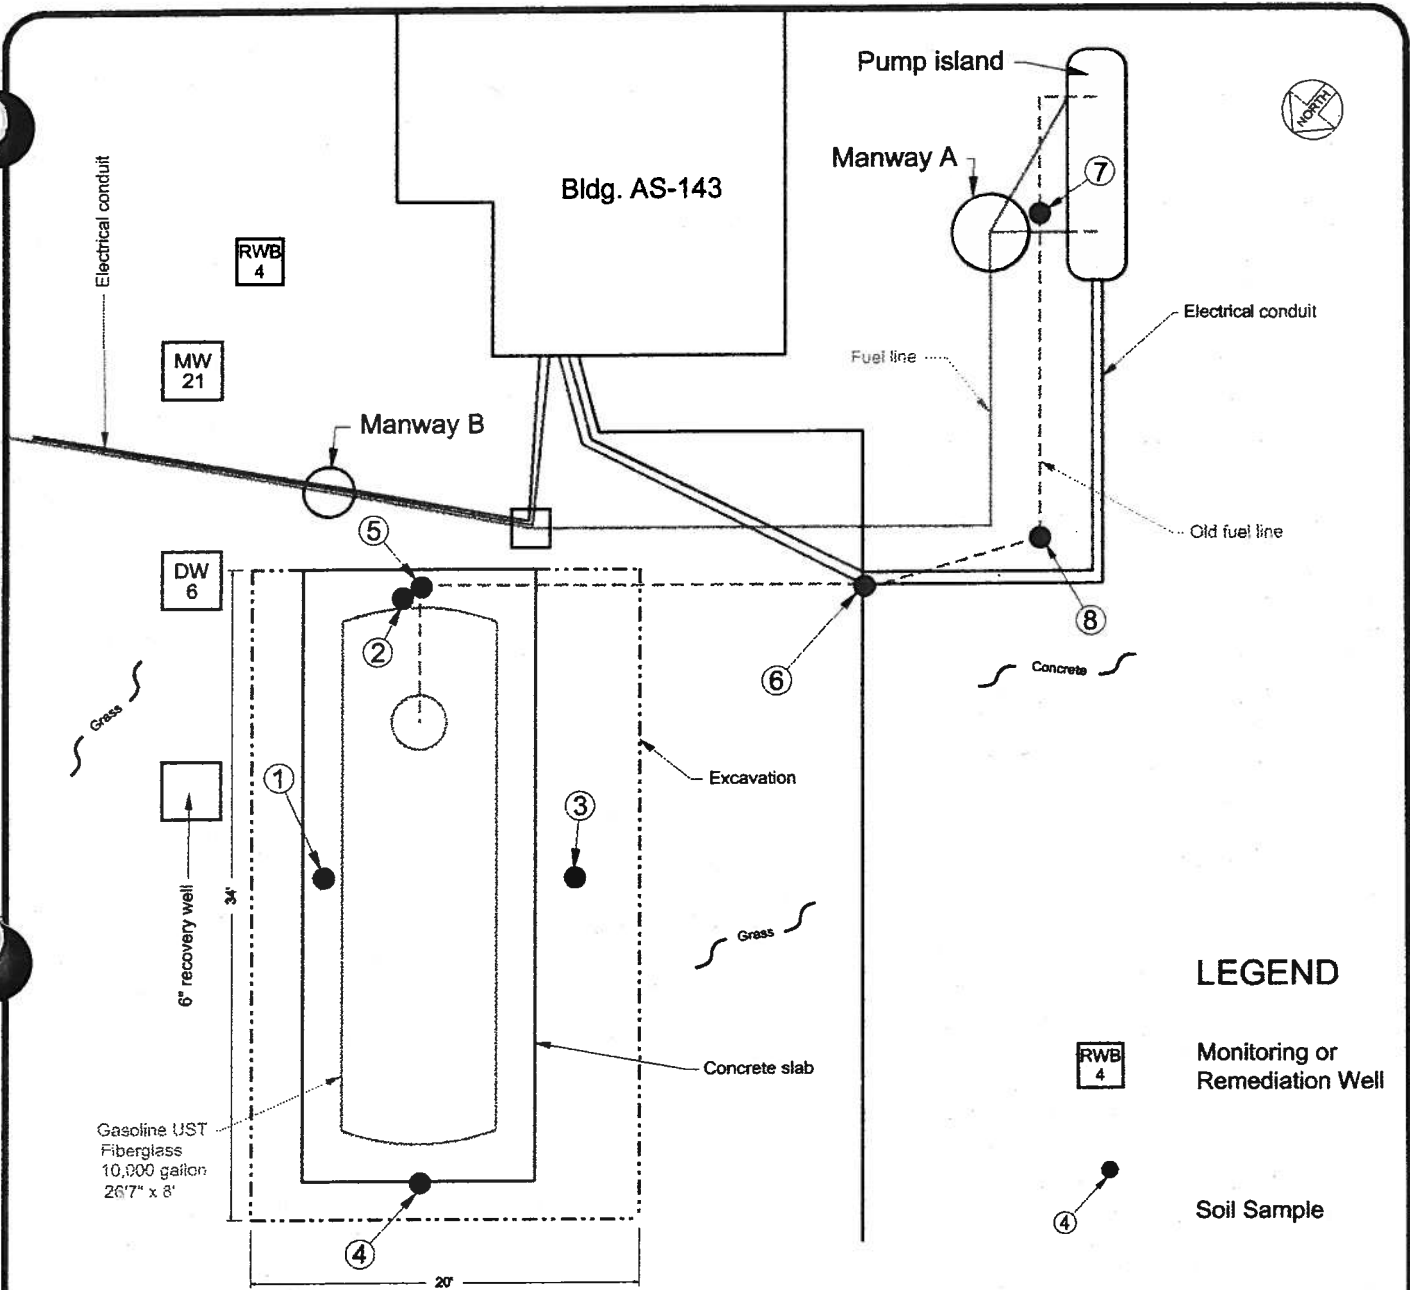 Pump island
NORTH
Manway A
7
Bldg. AS-143
Electrical conduit
RWB
4
Electrical conduit
MW
21
Fuel line
Manway B
5
Old fuel line
DW
6
2
8
6
Concrete
Grass
1
Excavation
3
6" recovery well
34'
Grass
LEGEND
Concrete slab
RWB
4
Monitoring or
Remediation Well
Gasoline UST
Fiberglass
10,000 gallon
26'7" x 8'
4
Soil Sample
4
20'